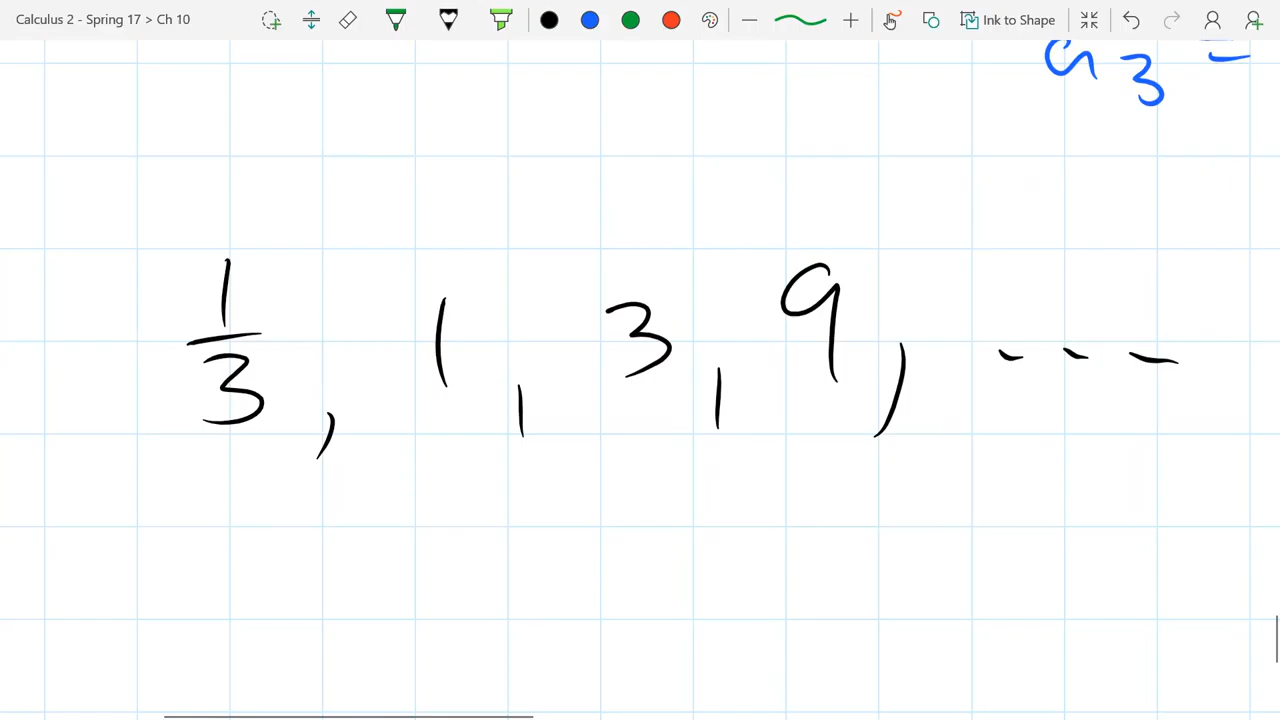 Calculus 2 - Spring 17 > Ch 10
Ink to Shape
a₃ =
1/3, 1, 3, 9, ---